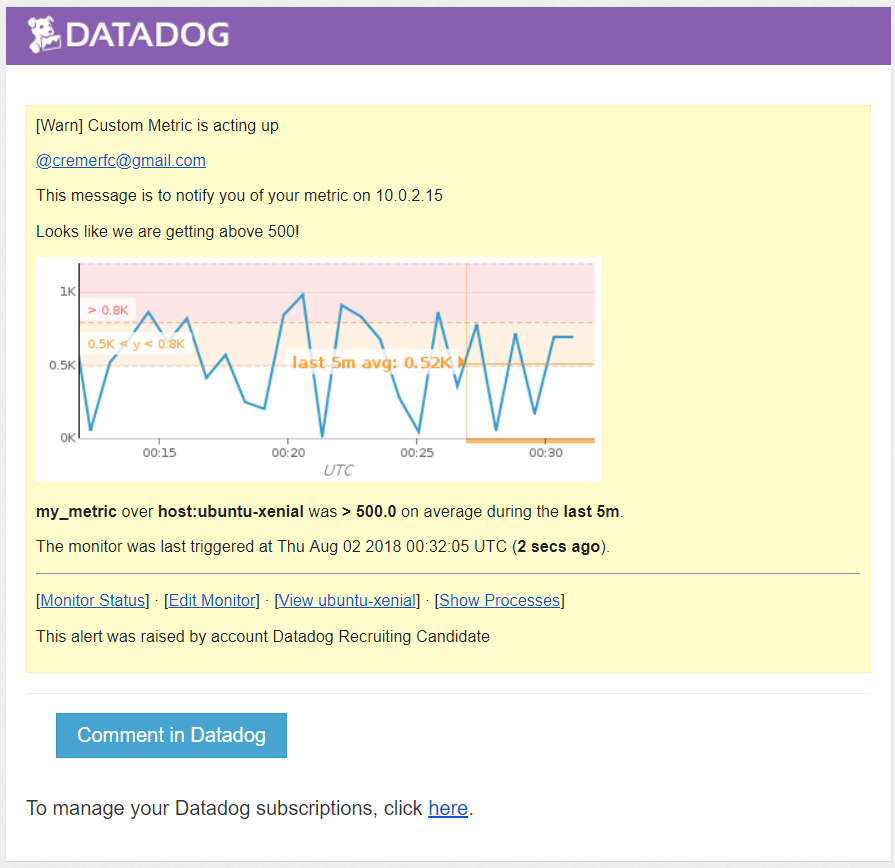 DATADOG
[Warn] Custom Metric is acting up
@cremerfc@gmail.com
This message is to notify you of your metric on 10.0.2.15
Looks like we are getting above 500!
1K
> 0.8K
0.5K < y < 0.8K
0.5K
last 5m avg: 0.52K
0K
00:15 00:20 00:25 00:30
UTC
my_metric over host:ubuntu-xenial was > 500.0 on average during the last 5m.
The monitor was last triggered at Thu Aug 02 2018 00:32:05 UTC (2 secs ago).
[Monitor Status] · [Edit Monitor] · [View ubuntu-xenial] · [Show Processes]
This alert was raised by account Datadog Recruiting Candidate
Comment in Datadog
To manage your Datadog subscriptions, click here.